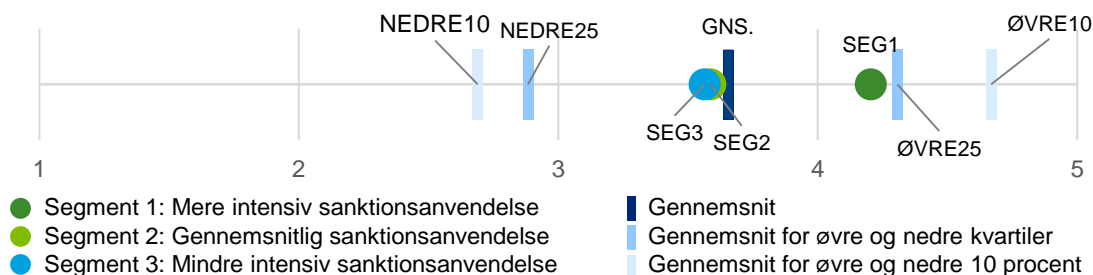 NEDRE10
NEDRE25
GNS.
SEG1
ØVRE10
SEG3
SEG2
ØVRE25
1 2 3 4 5
Segment 1: Mere intensiv sanktionsanvendelse
Segment 2: Gennemsnitlig sanktionsanvendelse
Segment 3: Mindre intensiv sanktionsanvendelse
Gennemsnit
Gennemsnit for øvre og nedre kvartiler
Gennemsnit for øvre og nedre 10 procent